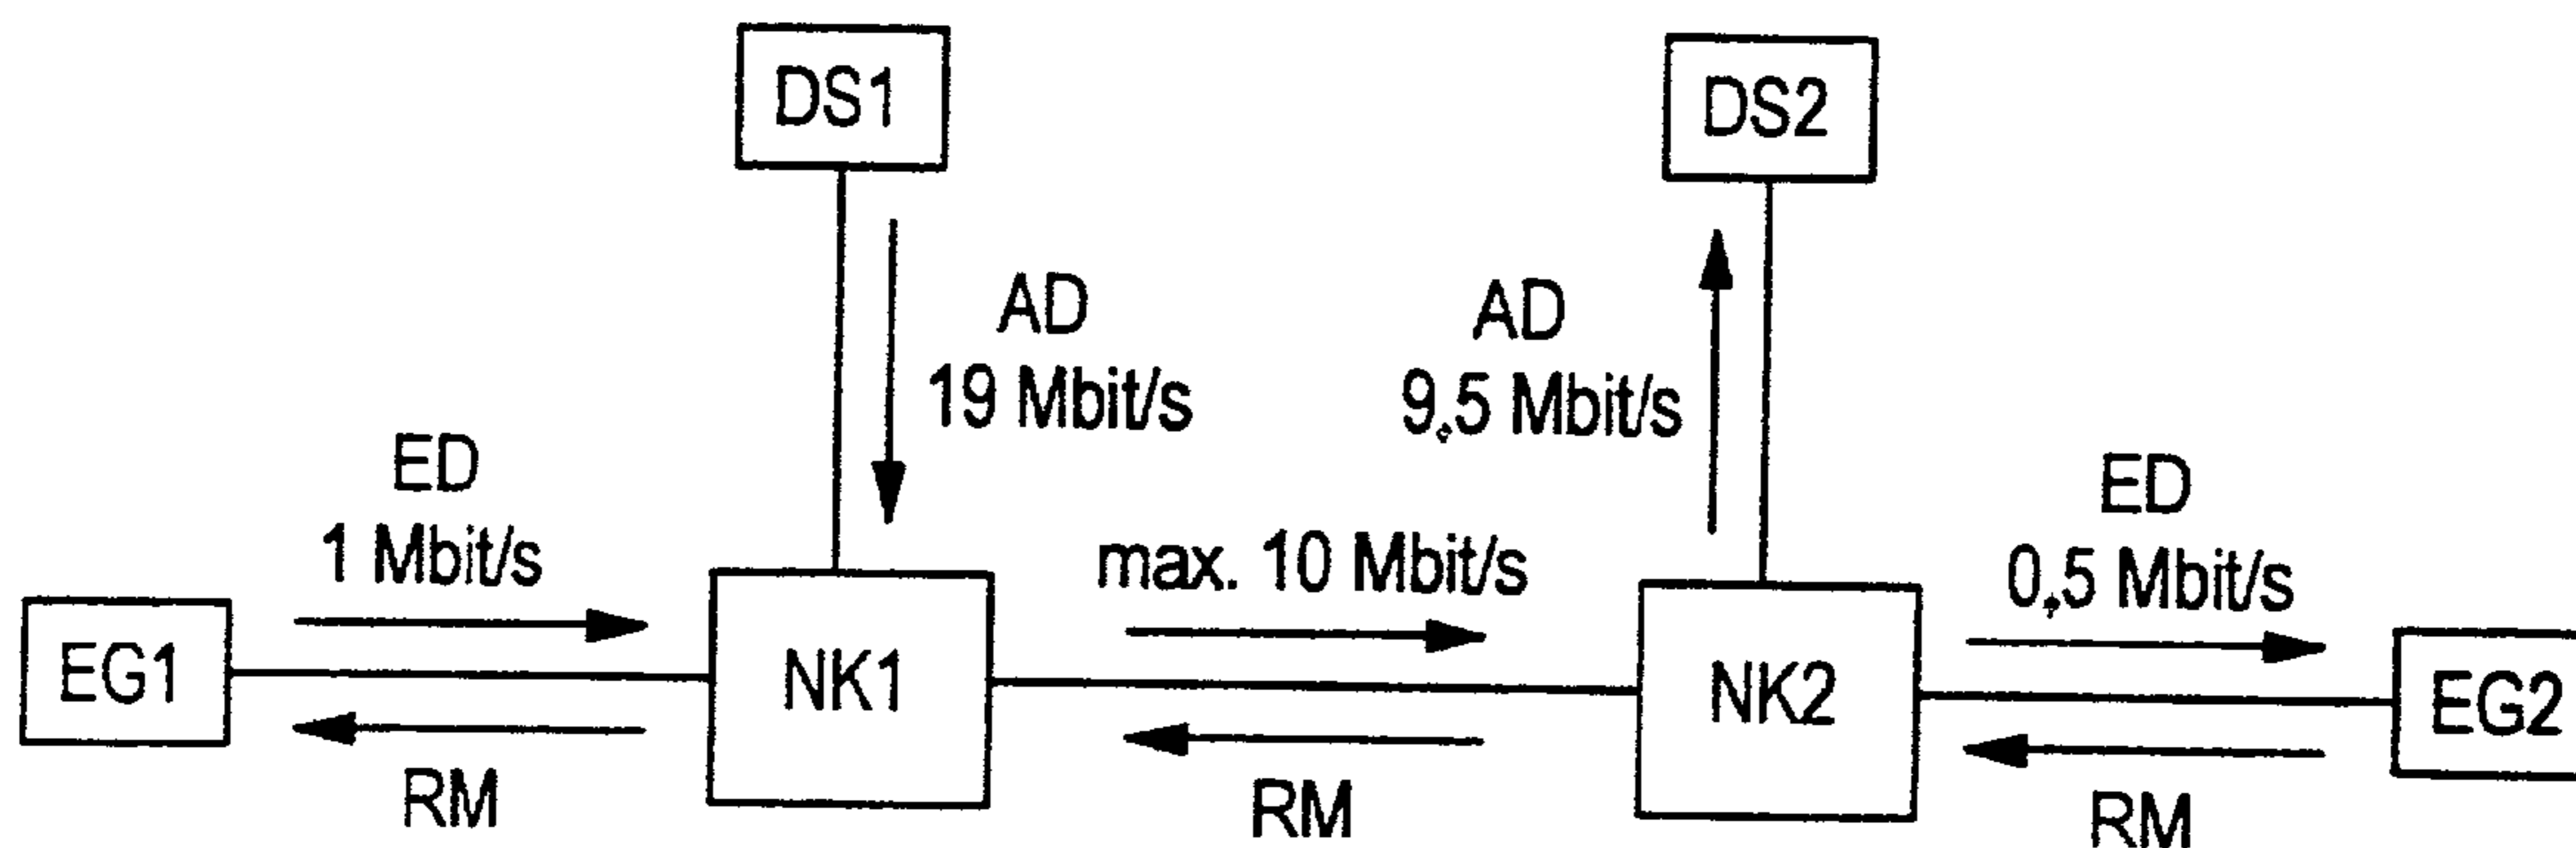 DS1
DS2
AD
19 Mbit/s
AD
9,5 Mbit/s
ED
1 Mbit/s
max. 10 Mbit/s
ED
0,5 Mbit/s
EG1
NK1
NK2
EG2
RM
RM
RM